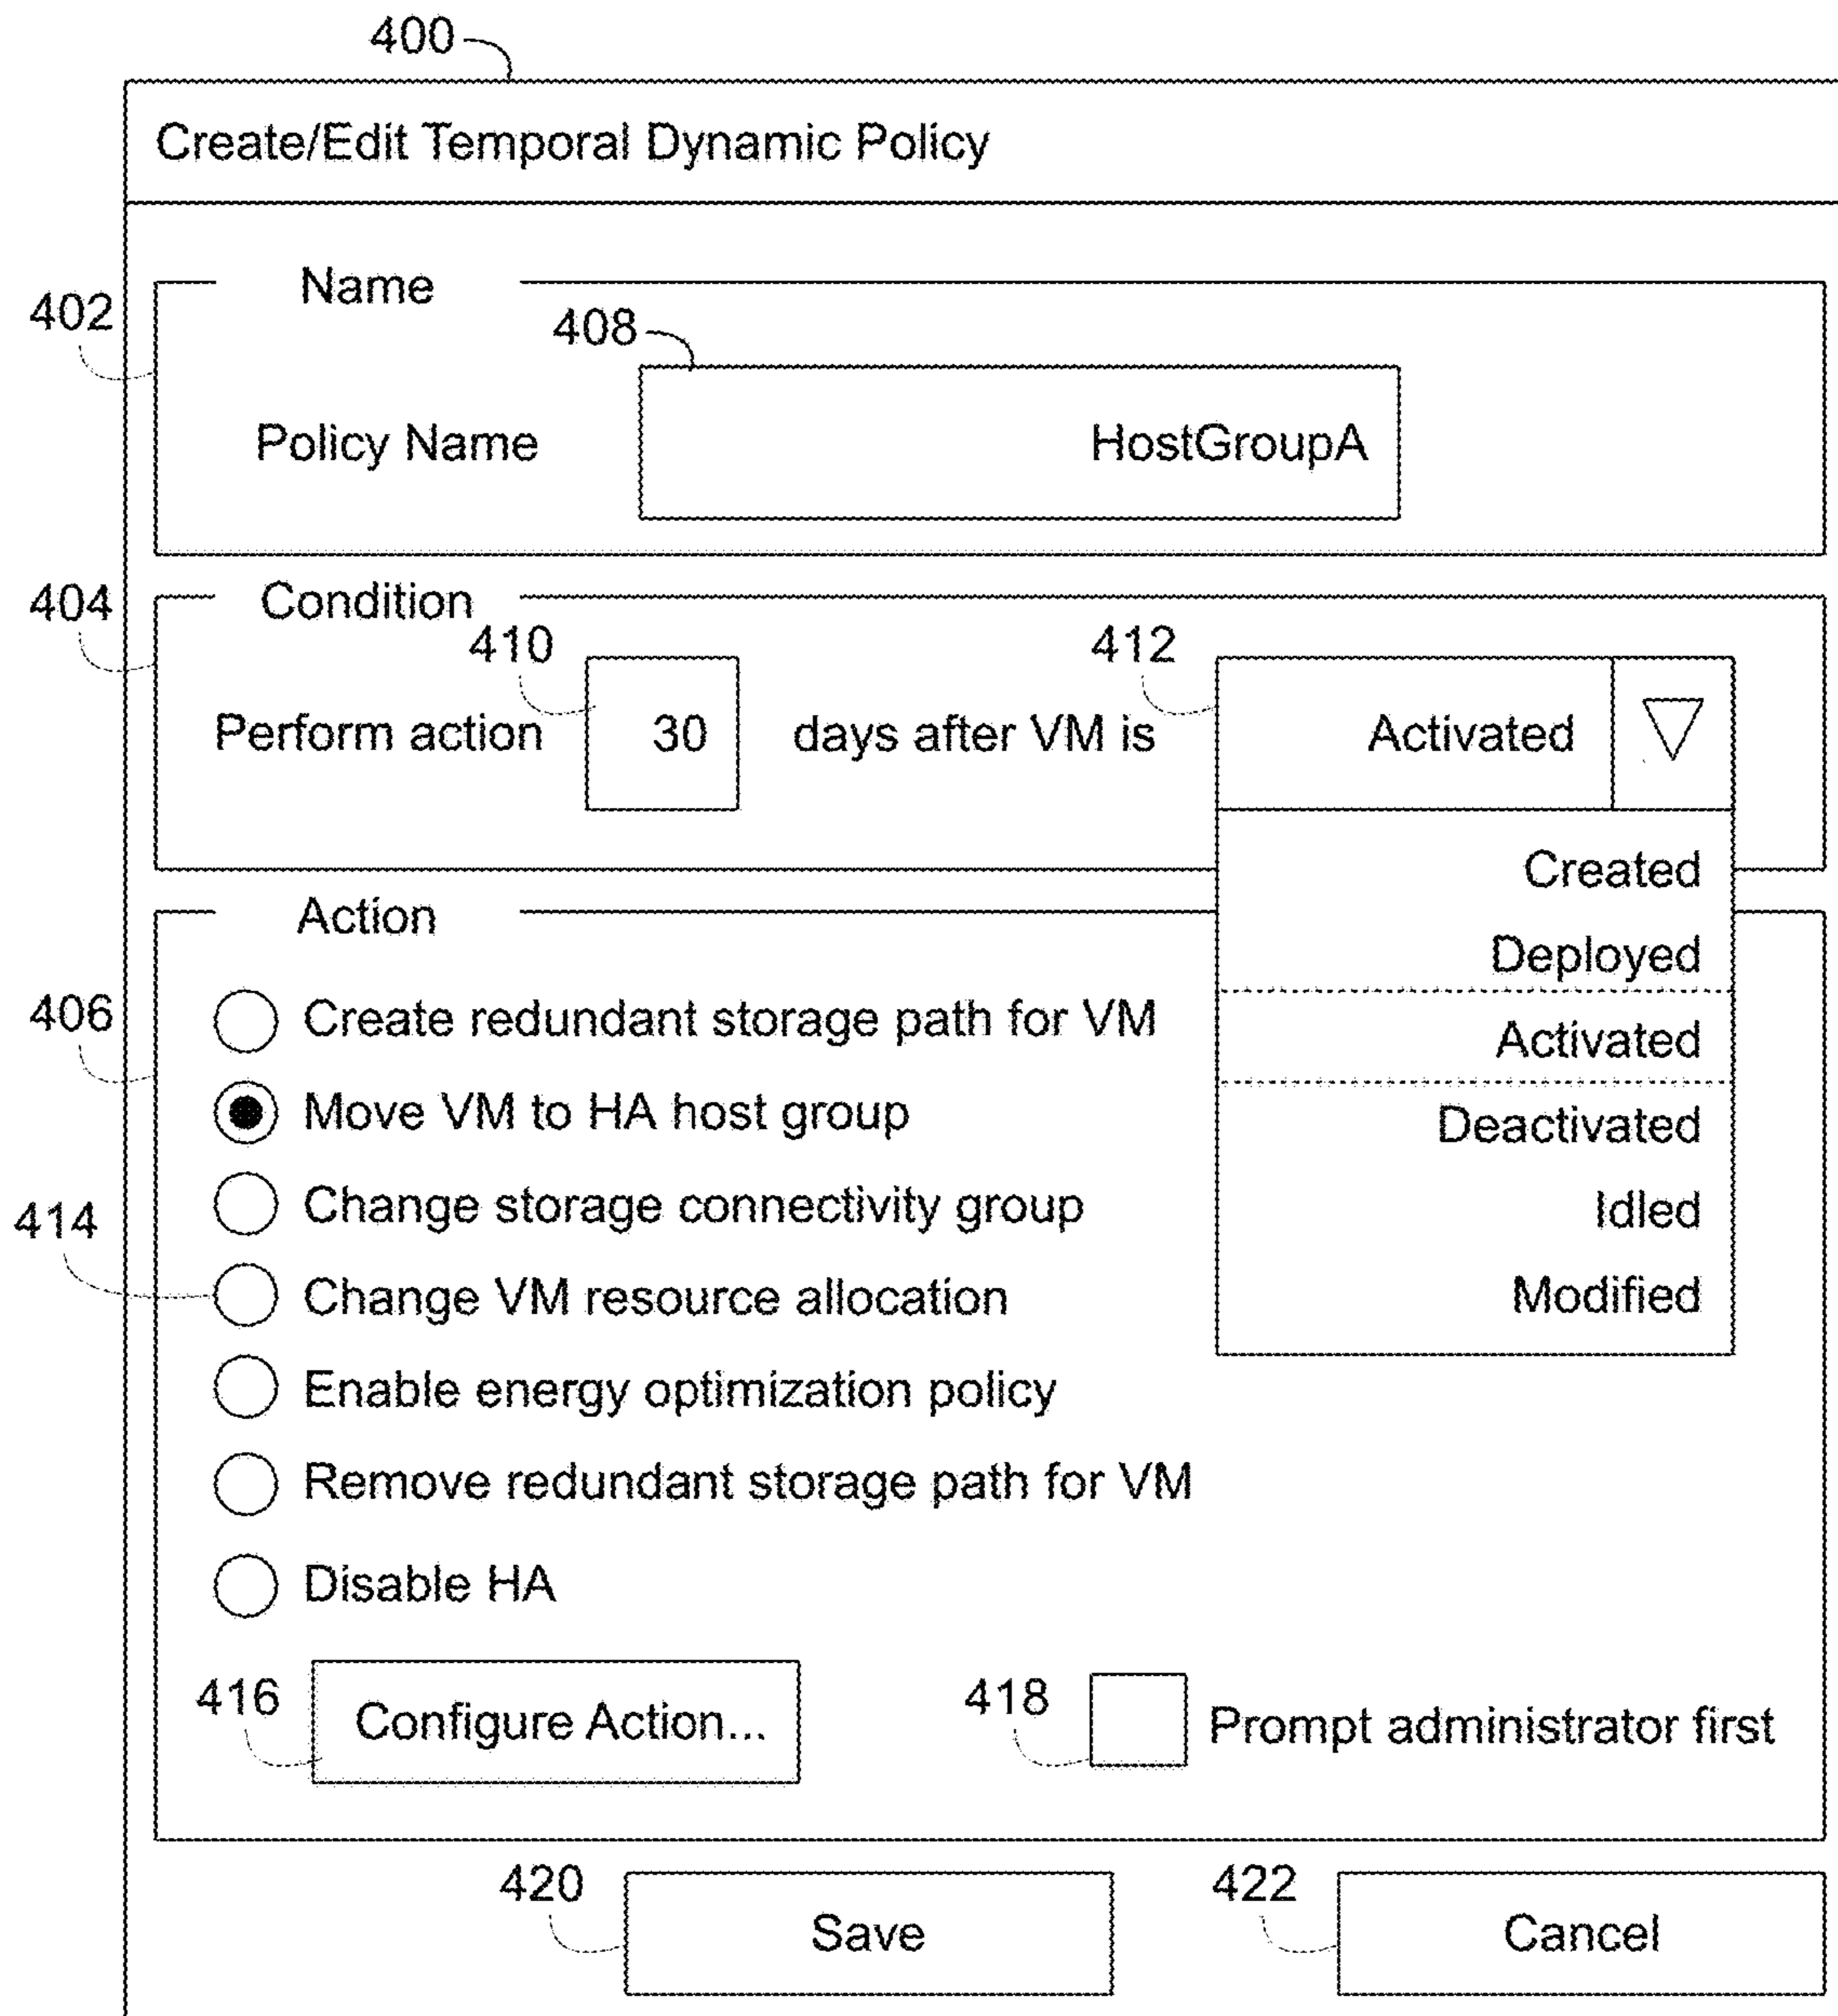 400
Create/Edit Temporal Dynamic Policy
Name
402
408
Policy Name HostGroupA
404
Condition
410 412
Perform action 30 days after VM is Activated
Created
Action
Deployed
406
Create redundant storage path for VM
Activated
Move VM to HA host group
Deactivated
414
Change storage connectivity group
Idled
Change VM resource allocation
Modified
Enable energy optimization policy
Remove redundant storage path for VM
Disable HA
416 Configure Action... 418 Prompt administrator first
420 Save 422 Cancel